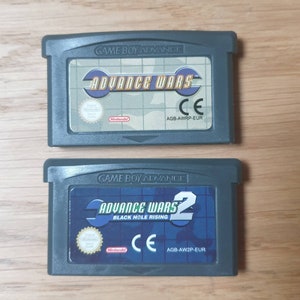 GAME BOY ADVANCE
ADVANCE WARS
Nintendo
CE
AGB-AWRP-EUR
GAME BOY ADVANCE
ADVANCE WARS 2
BLACK HOLE RISING
Nintendo
CE
AGB-AW2P-EUR